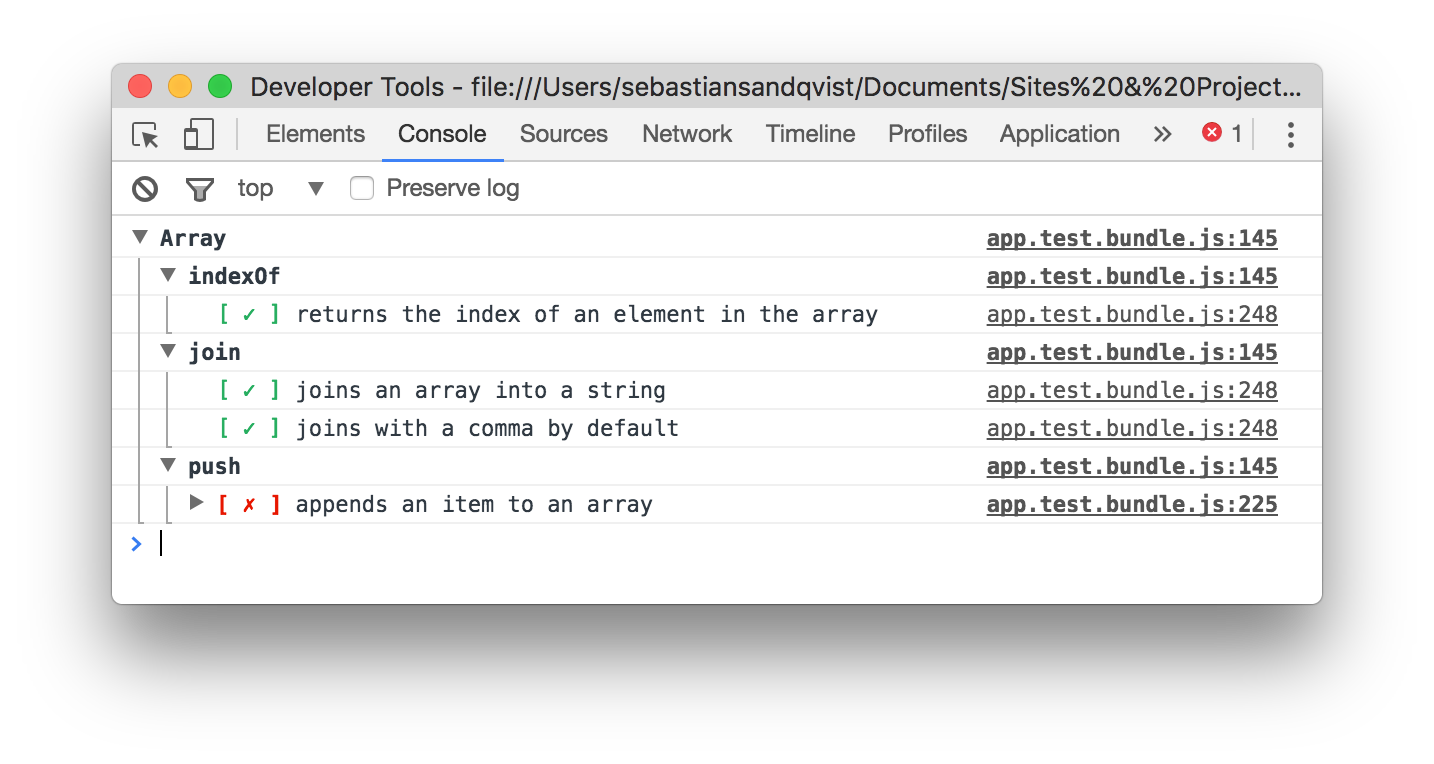 Developer Tools - file:///Users/sebastiansandqvist/Documents/Sites%20&%20Project...
Elements Console Sources Network Timeline Profiles Application » 1
top Preserve log
Array app.test.bundle.js:145
indexOf app.test.bundle.js:145
[ ✓ ] returns the index of an element in the array app.test.bundle.js:248
join app.test.bundle.js:145
[ ✓ ] joins an array into a string app.test.bundle.js:248
[ ✓ ] joins with a comma by default app.test.bundle.js:248
push app.test.bundle.js:145
[ ✗ ] appends an item to an array app.test.bundle.js:225
>